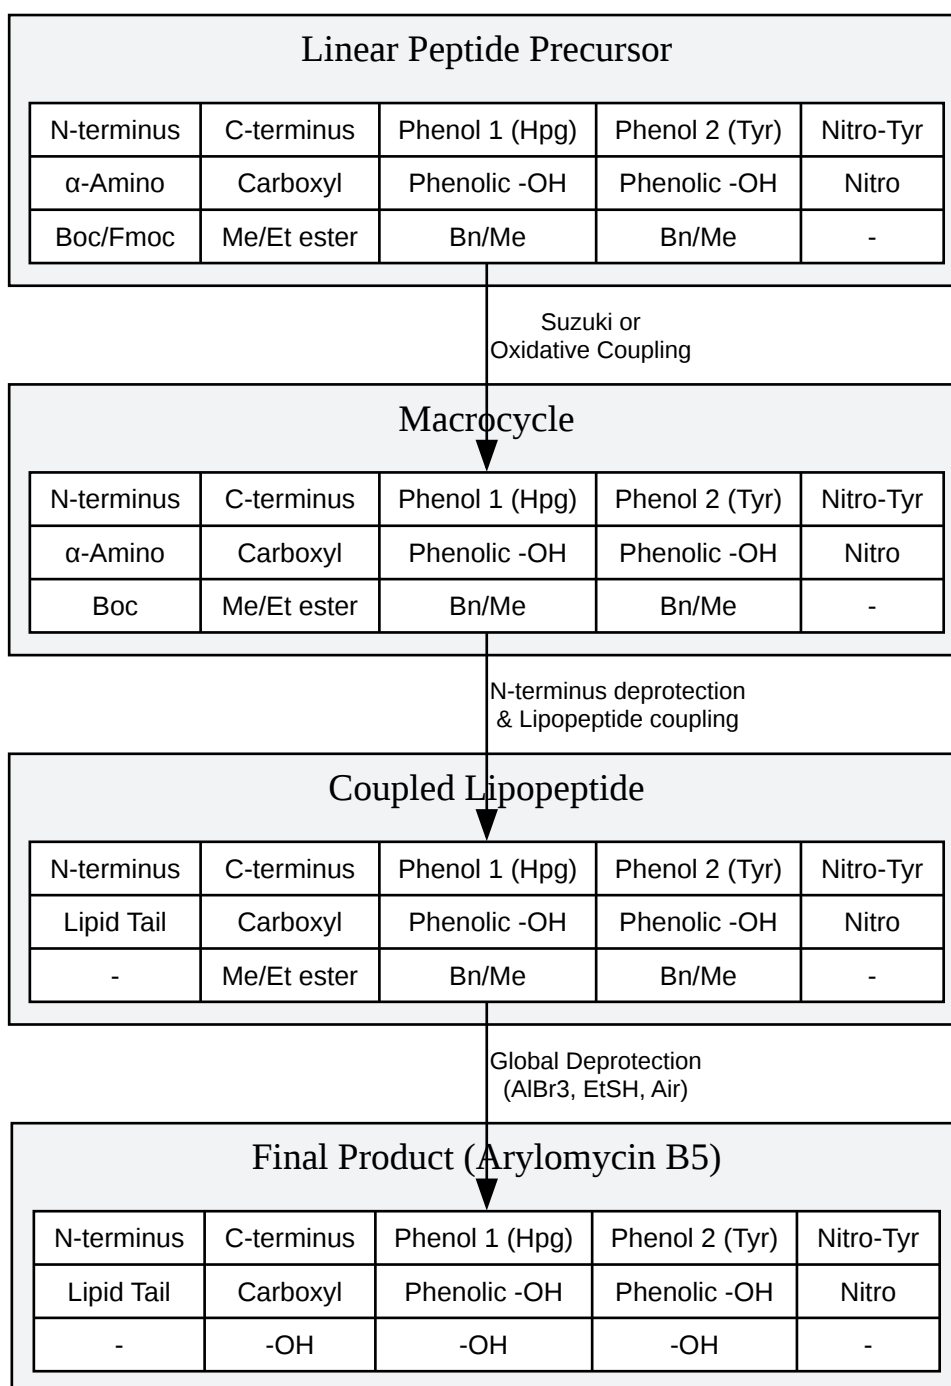 Linear Peptide Precursor
N-terminus C-terminus Phenol 1 (Hpg) Phenol 2 (Tyr) Nitro-Tyr
α-Amino Carboxyl Phenolic -OH Phenolic -OH Nitro
Boc/Fmoc Me/Et ester Bn/Me Bn/Me -
Suzuki or
Oxidative Coupling
Macrocycle
N-terminus C-terminus Phenol 1 (Hpg) Phenol 2 (Tyr) Nitro-Tyr
α-Amino Carboxyl Phenolic -OH Phenolic -OH Nitro
Boc Me/Et ester Bn/Me Bn/Me -
N-terminus deprotection
& Lipopeptide coupling
Coupled Lipopeptide
N-terminus C-terminus Phenol 1 (Hpg) Phenol 2 (Tyr) Nitro-Tyr
Lipid Tail Carboxyl Phenolic -OH Phenolic -OH Nitro
- Me/Et ester Bn/Me Bn/Me -
Global Deprotection
(AlBr3, EtSH, Air)
Final Product (Arylomycin B5)
N-terminus C-terminus Phenol 1 (Hpg) Phenol 2 (Tyr) Nitro-Tyr
Lipid Tail Carboxyl Phenolic -OH Phenolic -OH Nitro
- -OH -OH -OH -